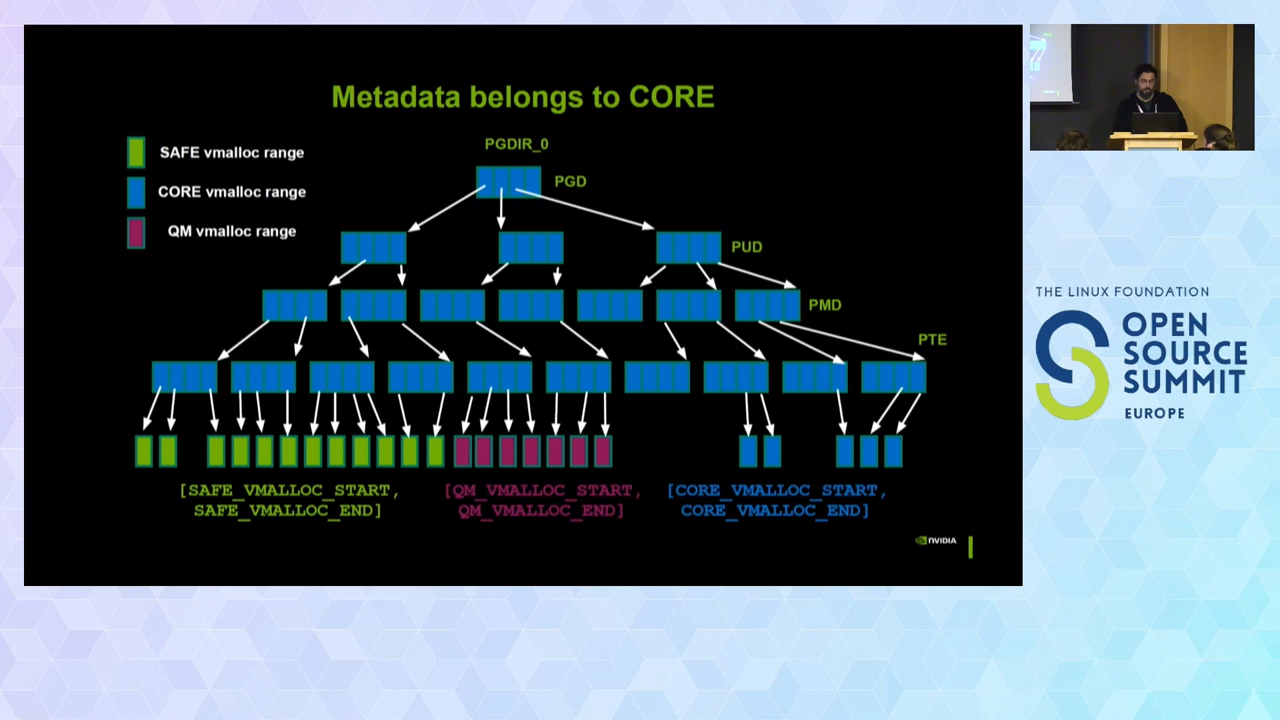 Metadata belongs to CORE
SAFE vmalloc range
CORE vmalloc range
QM vmalloc range
PGDIR_0
PGD
PUD
PMD
PTE
[SAFE_VMALLOC_START,
SAFE_VMALLOC_END]
[QM_VMALLOC_START,
QM_VMALLOC_END]
[CORE_VMALLOC_START,
CORE_VMALLOC_END]
NVIDIA
THE LINUX FOUNDATION
OPEN
SOURCE
SUMMIT
EUROPE